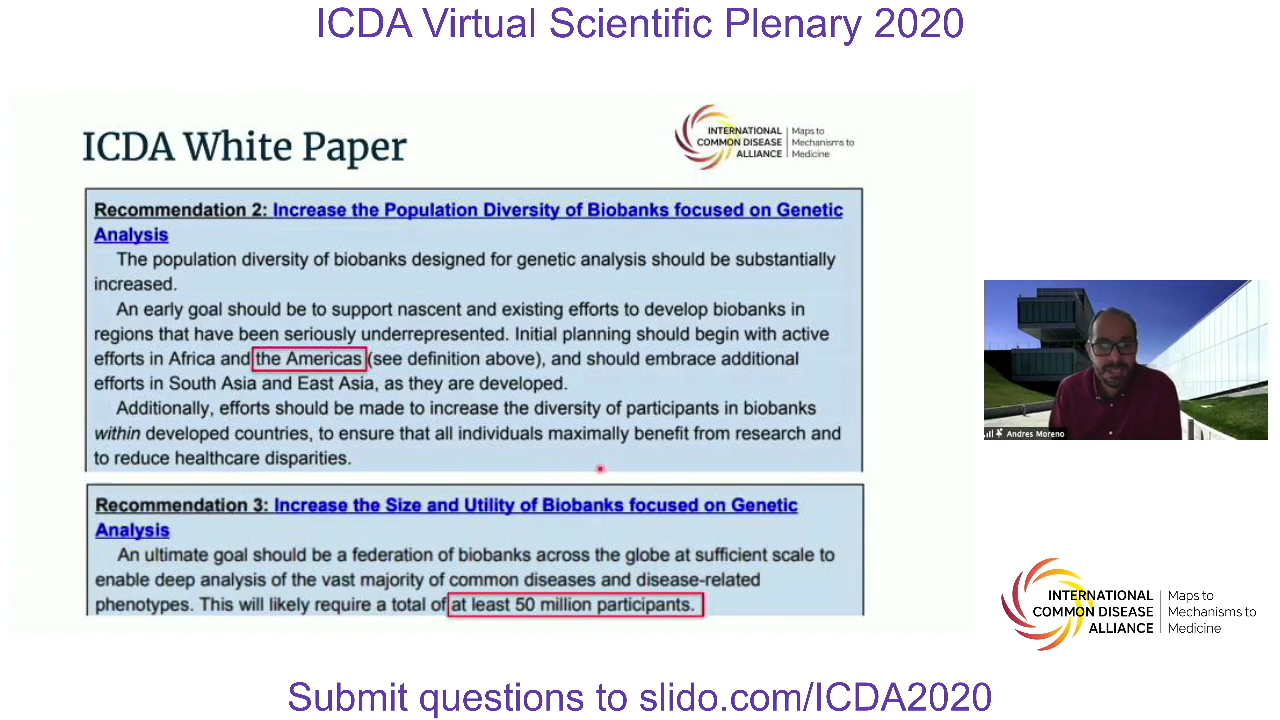 ICDA Virtual Scientific Plenary 2020
ICDA White Paper
INTERNATIONAL
COMMON DISEASE
ALLIANCE
Maps to
Mechanisms to
Medicine
Recommendation 2: Increase the Population Diversity of Biobanks focused on Genetic
Analysis
The population diversity of biobanks designed for genetic analysis should be substantially
increased.
An early goal should be to support nascent and existing efforts to develop biobanks in
regions that have been seriously underrepresented. Initial planning should begin with active
efforts in Africa and the Americas (see definition above), and should embrace additional
efforts in South Asia and East Asia, as they are developed.
Additionally, efforts should be made to increase the diversity of participants in biobanks
within developed countries, to ensure that all individuals maximally benefit from research and
to reduce healthcare disparities.
Recommendation 3: Increase the Size and Utility of Biobanks focused on Genetic
Analysis
An ultimate goal should be a federation of biobanks across the globe at sufficient scale to
enable deep analysis of the vast majority of common diseases and disease-related
phenotypes. This will likely require a total of at least 50 million participants.
Andres Moreno
INTERNATIONAL
COMMON DISEASE
ALLIANCE
Maps to
Mechanisms to
Medicine
Submit questions to slido.com/ICDA2020